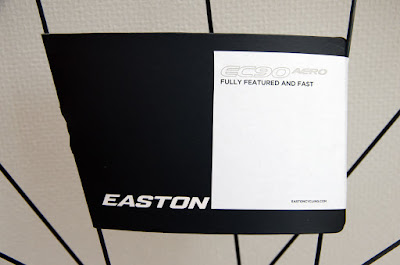 EC90 AERO
FULLY FEATURED AND FAST
EASTON
EASTONCYCLING.COM